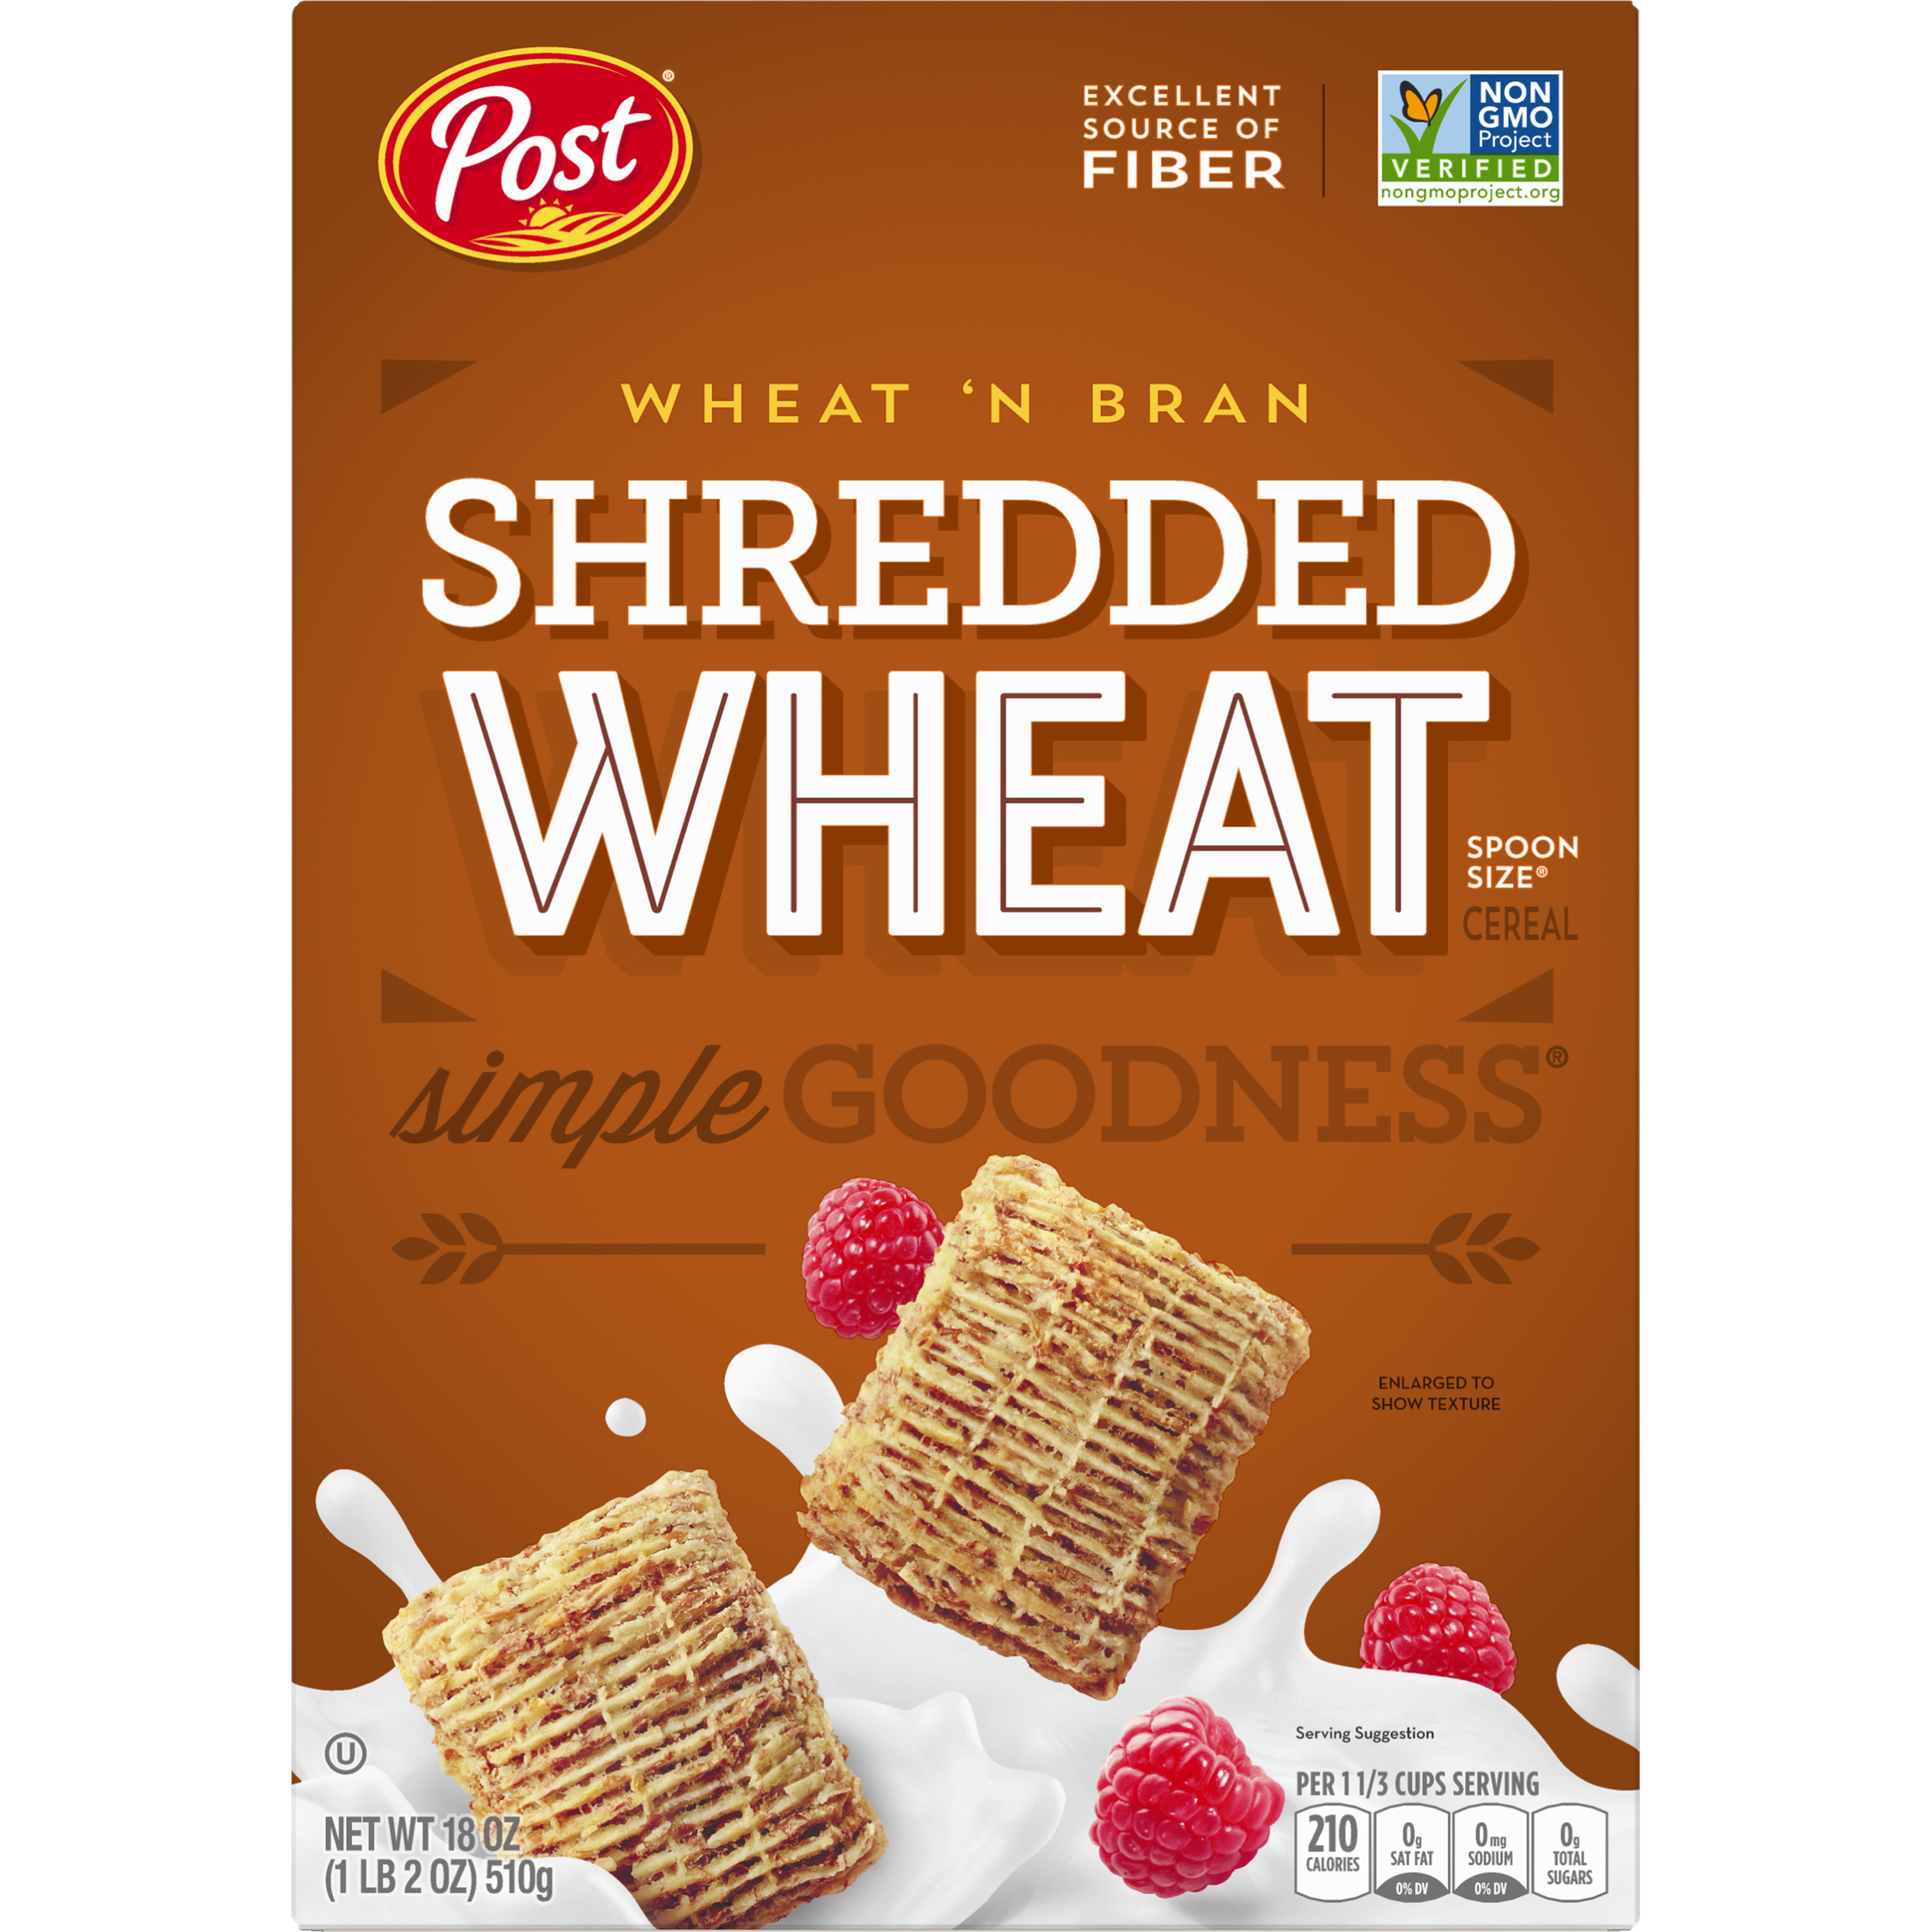 Post®
EXCELLENT
SOURCE OF
FIBER
NON
GMO
Project
VERIFIED
nongmoproject.org
WHEAT ‘N BRAN
SHREDDED
WHEAT
SPOON
SIZE®
CEREAL
simple GOODNESS®
ENLARGED TO
SHOW TEXTURE
Serving Suggestion
U
NET WT 18 OZ
(1 LB 2 OZ) 510g
PER 1 1/3 CUPS SERVING
210
CALORIES
0g
SAT FAT
0% DV
0mg
SODIUM
0% DV
0g
TOTAL
SUGARS